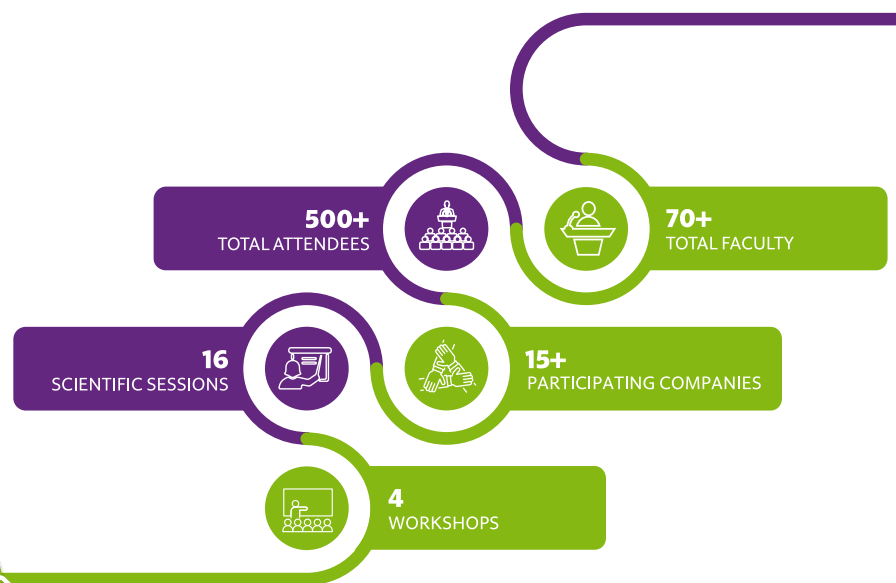 500+
TOTAL ATTENDEES
70+
TOTAL FACULTY
16
SCIENTIFIC SESSIONS
15+
PARTICIPATING COMPANIES
4
WORKSHOPS